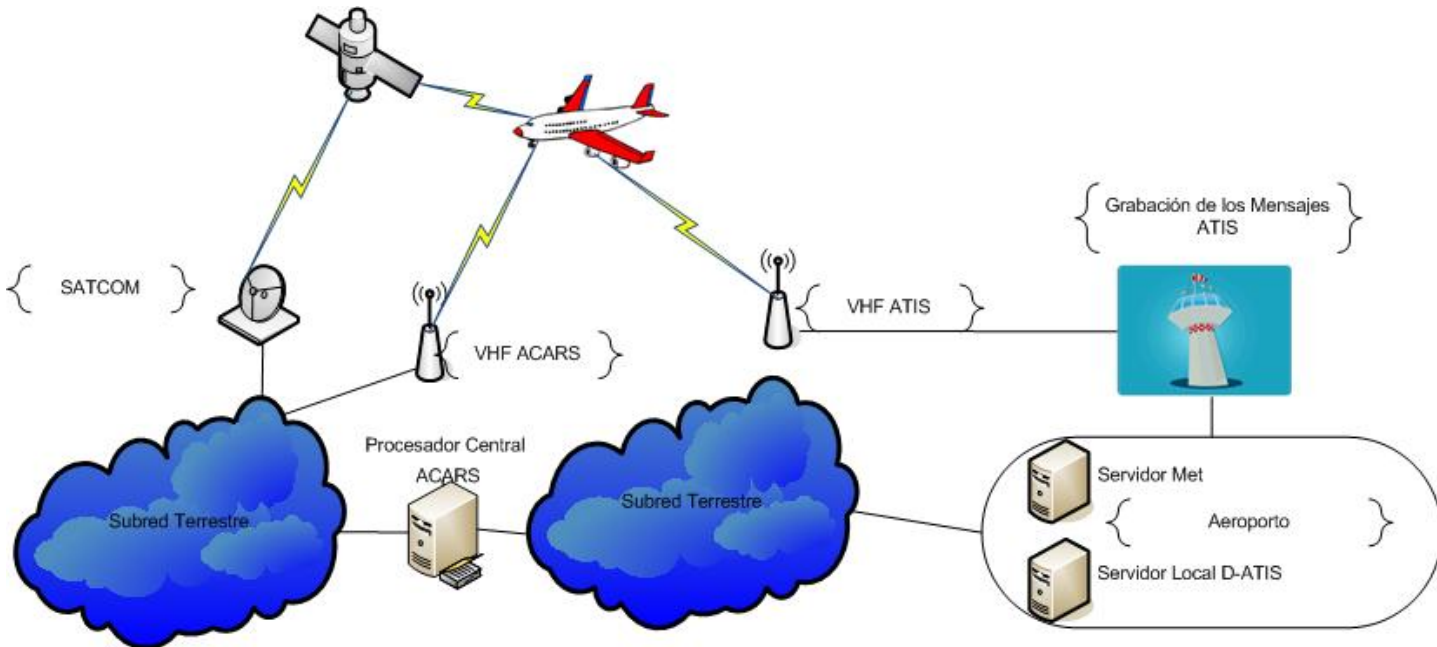 Grabación de los Mensajes
ATIS
SATCOM
VHF ATIS
VHF ACARS
Procesador Central
ACARS
Subred Terrestre
Subred Terrestre
Servidor Met
Aeroporto
Servidor Local D-ATIS